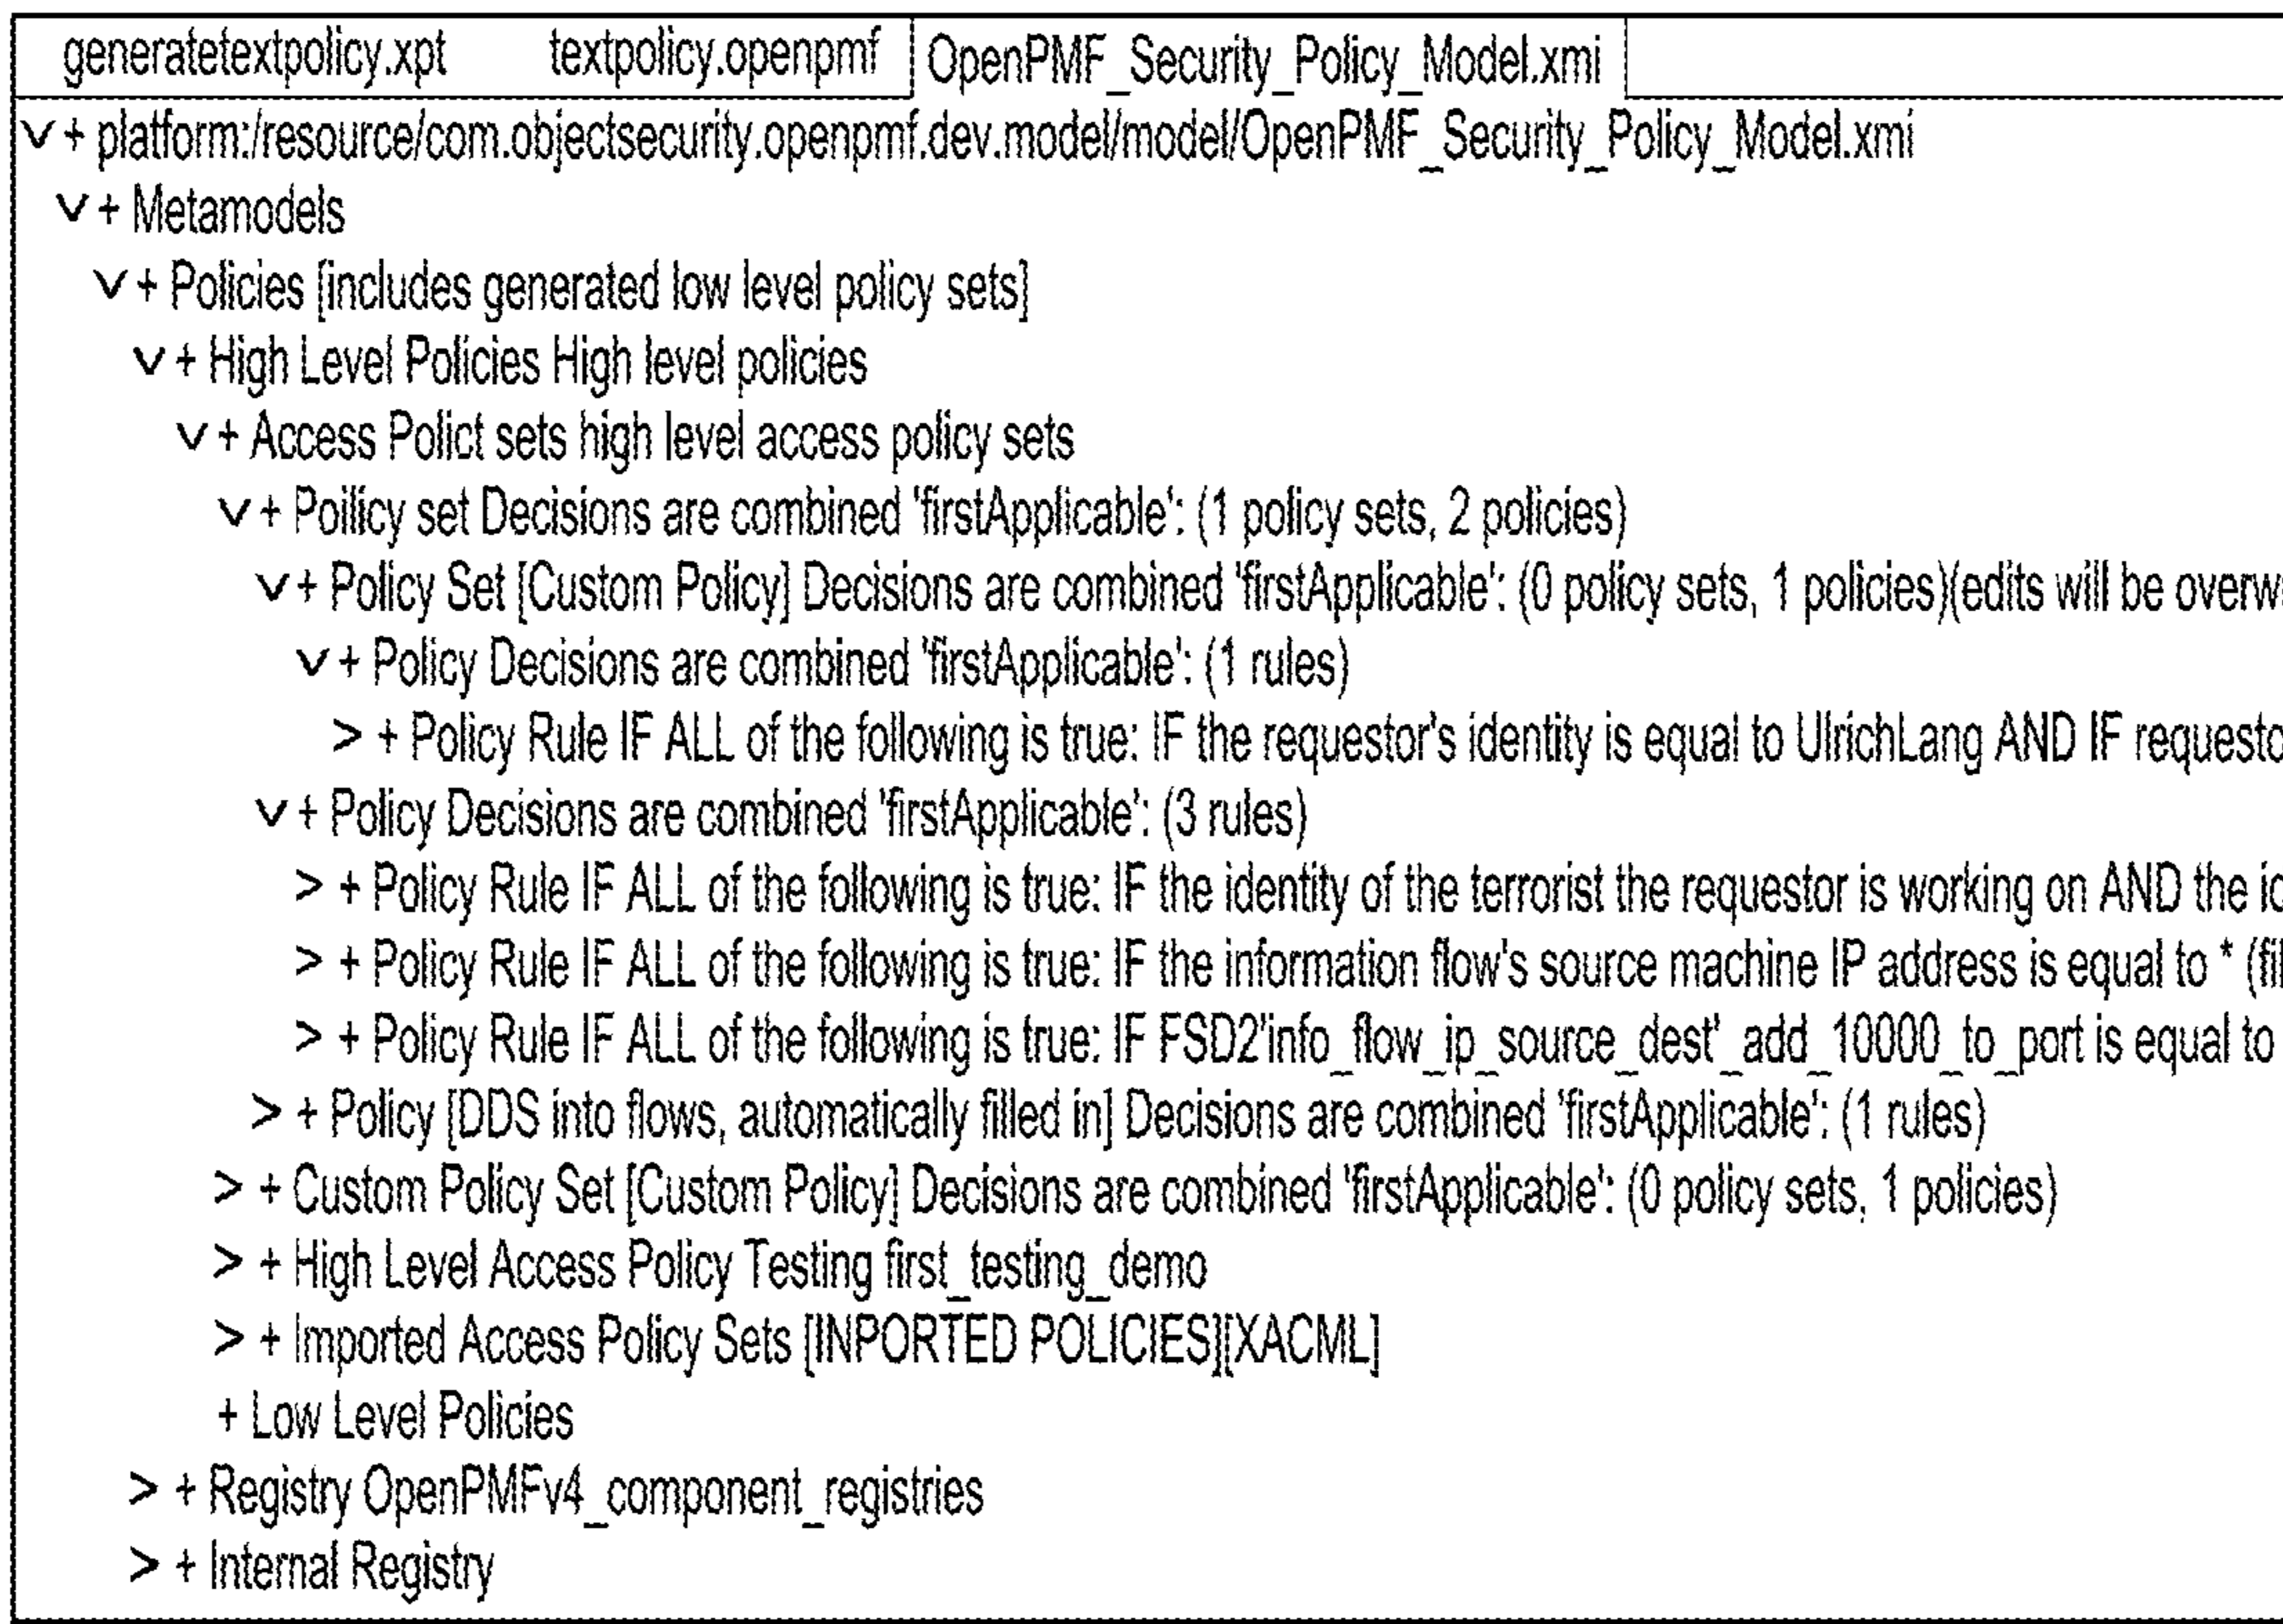 generatetextpolicy.xpt textpolicy.openpmf OpenPMF_Security_Policy_Model.xmi
v + platform:/resource/com.objectsecurity.openpmf.dev.model/model/OpenPMF_Security_Policy_Model.xmi
v + Metamodels
v + Policies [includes generated low level policy sets]
v + High Level Policies High level policies
v + Access Polict sets high level access policy sets
v + Poilicy set Decisions are combined 'firstApplicable': (1 policy sets, 2 policies)
v + Policy Set [Custom Policy] Decisions are combined 'firstApplicable': (0 policy sets, 1 policies)(edits will be overw
v + Policy Decisions are combined 'firstApplicable': (1 rules)
> + Policy Rule IF ALL of the following is true: IF the requestor's identity is equal to UlrichLang AND IF requesto
v + Policy Decisions are combined 'firstApplicable': (3 rules)
> + Policy Rule IF ALL of the following is true: IF the identity of the terrorist the requestor is working on AND the ic
> + Policy Rule IF ALL of the following is true: IF the information flow's source machine IP address is equal to * (fil
> + Policy Rule IF ALL of the following is true: IF FSD2'info_flow_ip_source_dest'_add_10000_to_port is equal to
> + Policy [DDS into flows, automatically filled in] Decisions are combined 'firstApplicable': (1 rules)
> + Custom Policy Set [Custom Policy] Decisions are combined 'firstApplicable': (0 policy sets, 1 policies)
> + High Level Access Policy Testing first_testing_demo
> + Imported Access Policy Sets [INPORTED POLICIES][XACML]
+ Low Level Policies
> + Registry OpenPMFv4_component_registries
> + Internal Registry